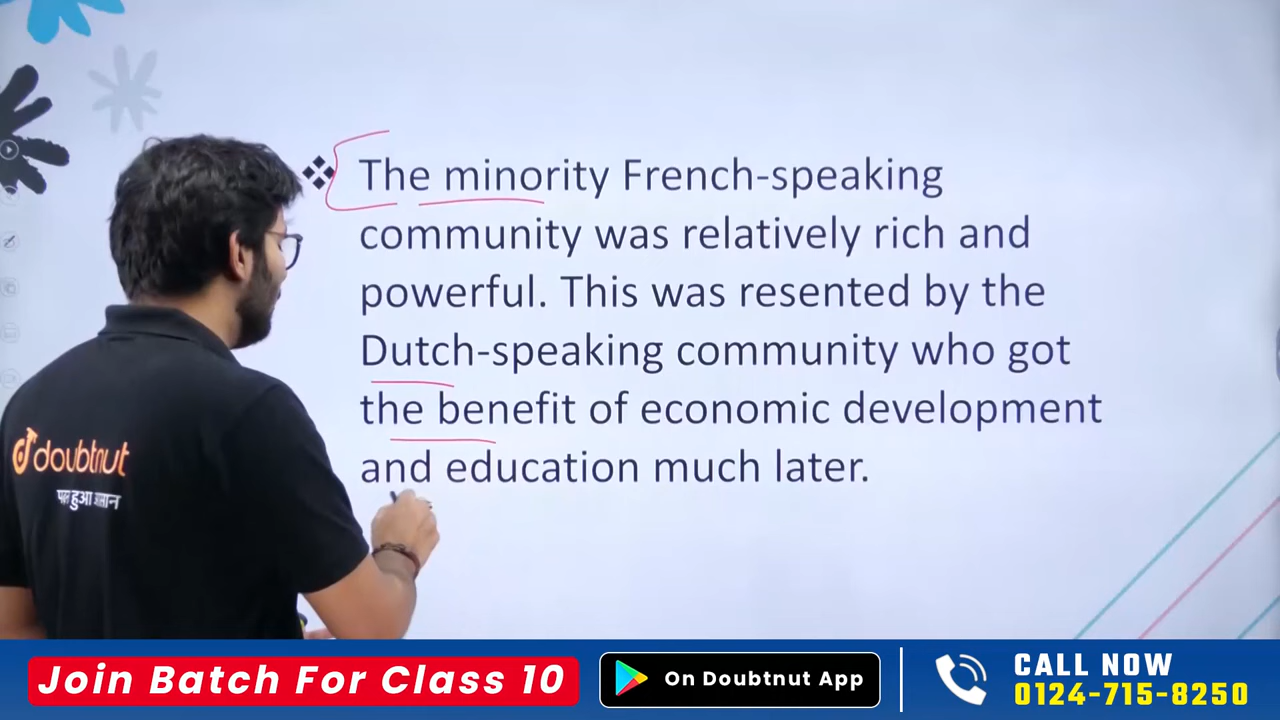 The minority French-speaking
community was relatively rich and
powerful. This was resented by the
Dutch-speaking community who got
the benefit of economic development
and education much later.
doubtnut
पढ़ना हुआ आसान
Join Batch For Class 10
On Doubtnut App
CALL NOW
0124-715-8250